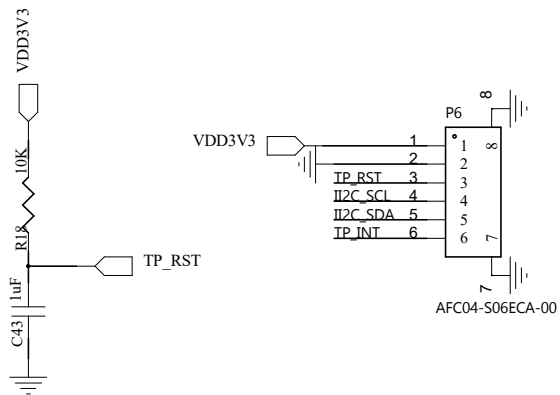 VDD3V3
10K
R18
TP_RST
1uF
C43
VDD3V3
P6
8
1
1
8
2
2
TP_RST
3
3
II2C_SCL
4
4
II2C_SDA
5
5
TP_INT
6
6
7
7
AFC04-S06ECA-00